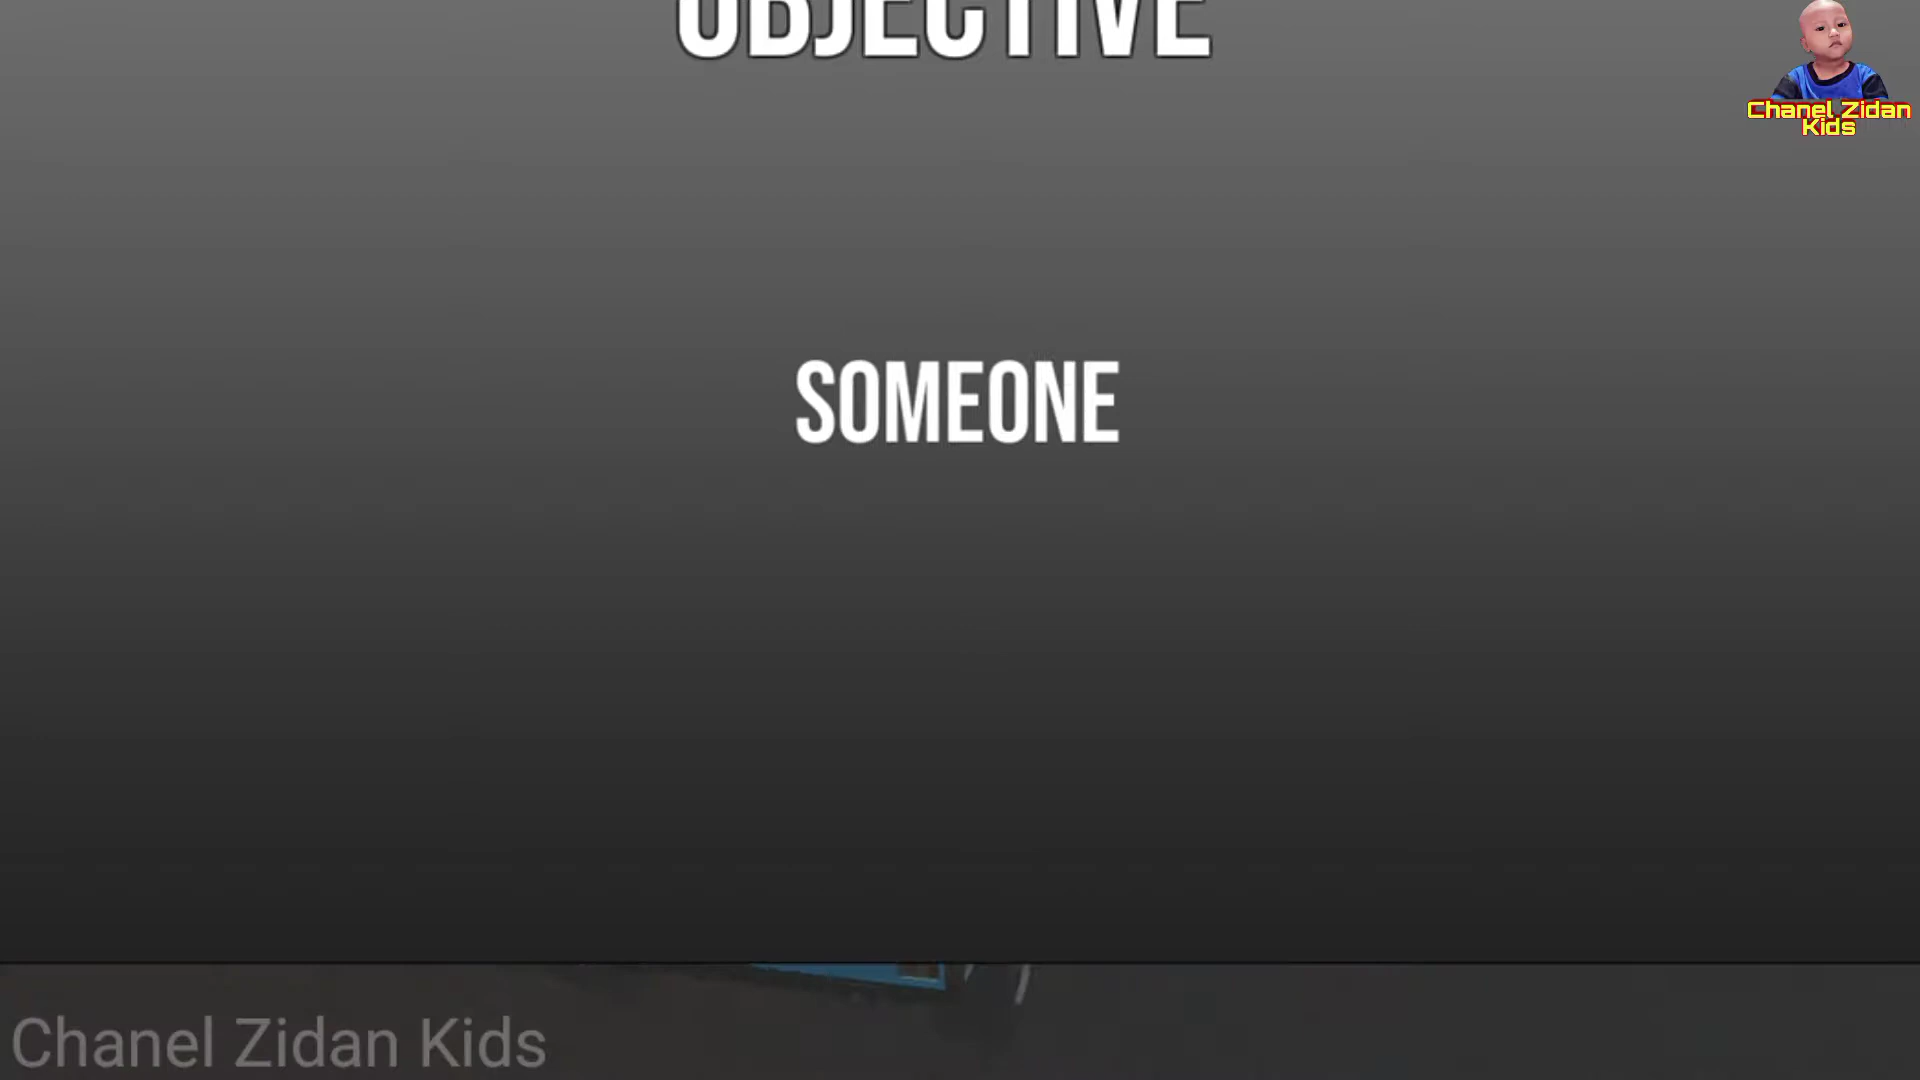 OBJECTIVE
Chanel Zidan
Kids
SOMEONE
Chanel Zidan Kids